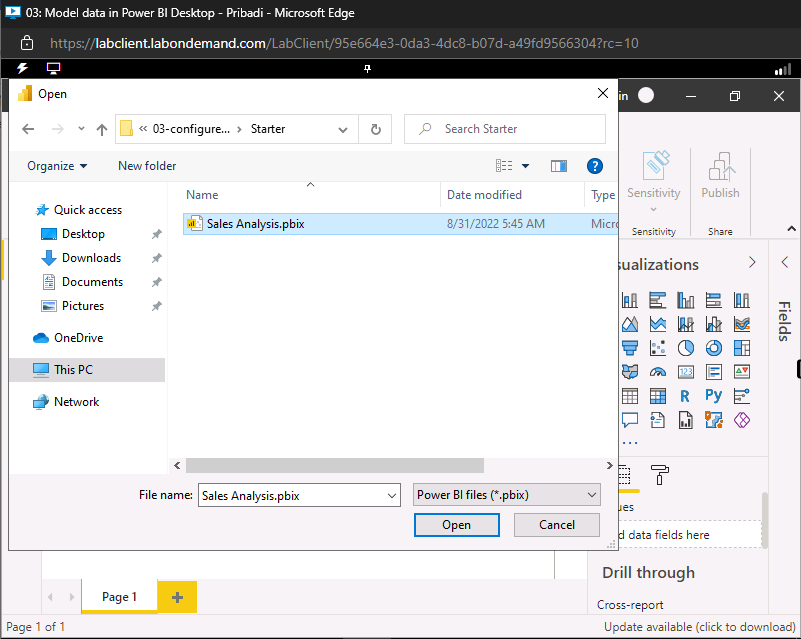 03: Model data in Power BI Desktop - Pribadi - Microsoft Edge
https://labclient.labondemand.com/LabClient/95e664e3-0da3-4dc8-b07d-a49fd9566304?rc=10
Open
in
« 03-configure... › Starter
Search Starter
Organize
New folder
Name
Date modified
Type
Sales Analysis.pbix
8/31/2022 5:45 AM
Micro
Quick access
Desktop
Downloads
Documents
Pictures
OneDrive
This PC
Network
File name:
Sales Analysis.pbix
Power BI files (*.pbix)
Open
Cancel
Sensitivity
Publish
Sensitivity
Share
sualizations
Fields
123
R
Py
...
ues
d data fields here
Drill through
Cross-report
Page 1
+
Page 1 of 1
Update available (click to download)